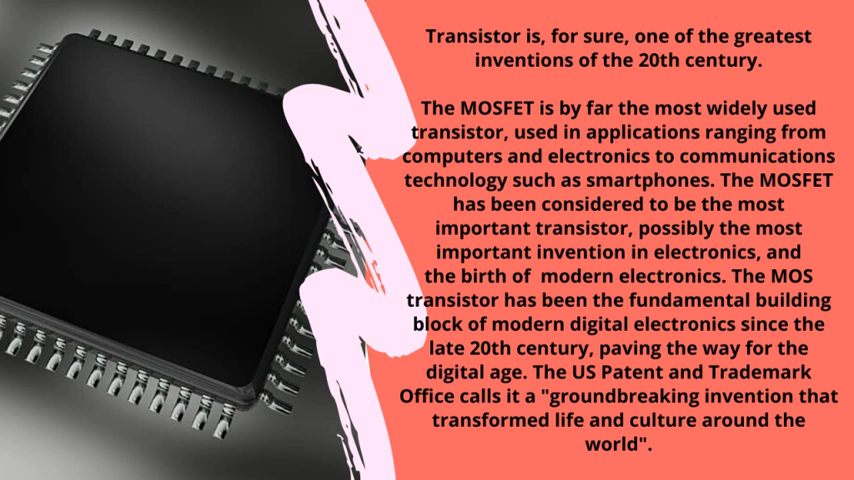 Transistor is, for sure, one of the greatest
inventions of the 20th century.
The MOSFET is by far the most widely used
transistor, used in applications ranging from
computers and electronics to communications
technology such as smartphones. The MOSFET
has been considered to be the most
important transistor, possibly the most
important invention in electronics, and
the birth of  modern electronics. The MOS
transistor has been the fundamental building
block of modern digital electronics since the
late 20th century, paving the way for the
digital age. The US Patent and Trademark
Office calls it a "groundbreaking invention that
transformed life and culture around the
world".